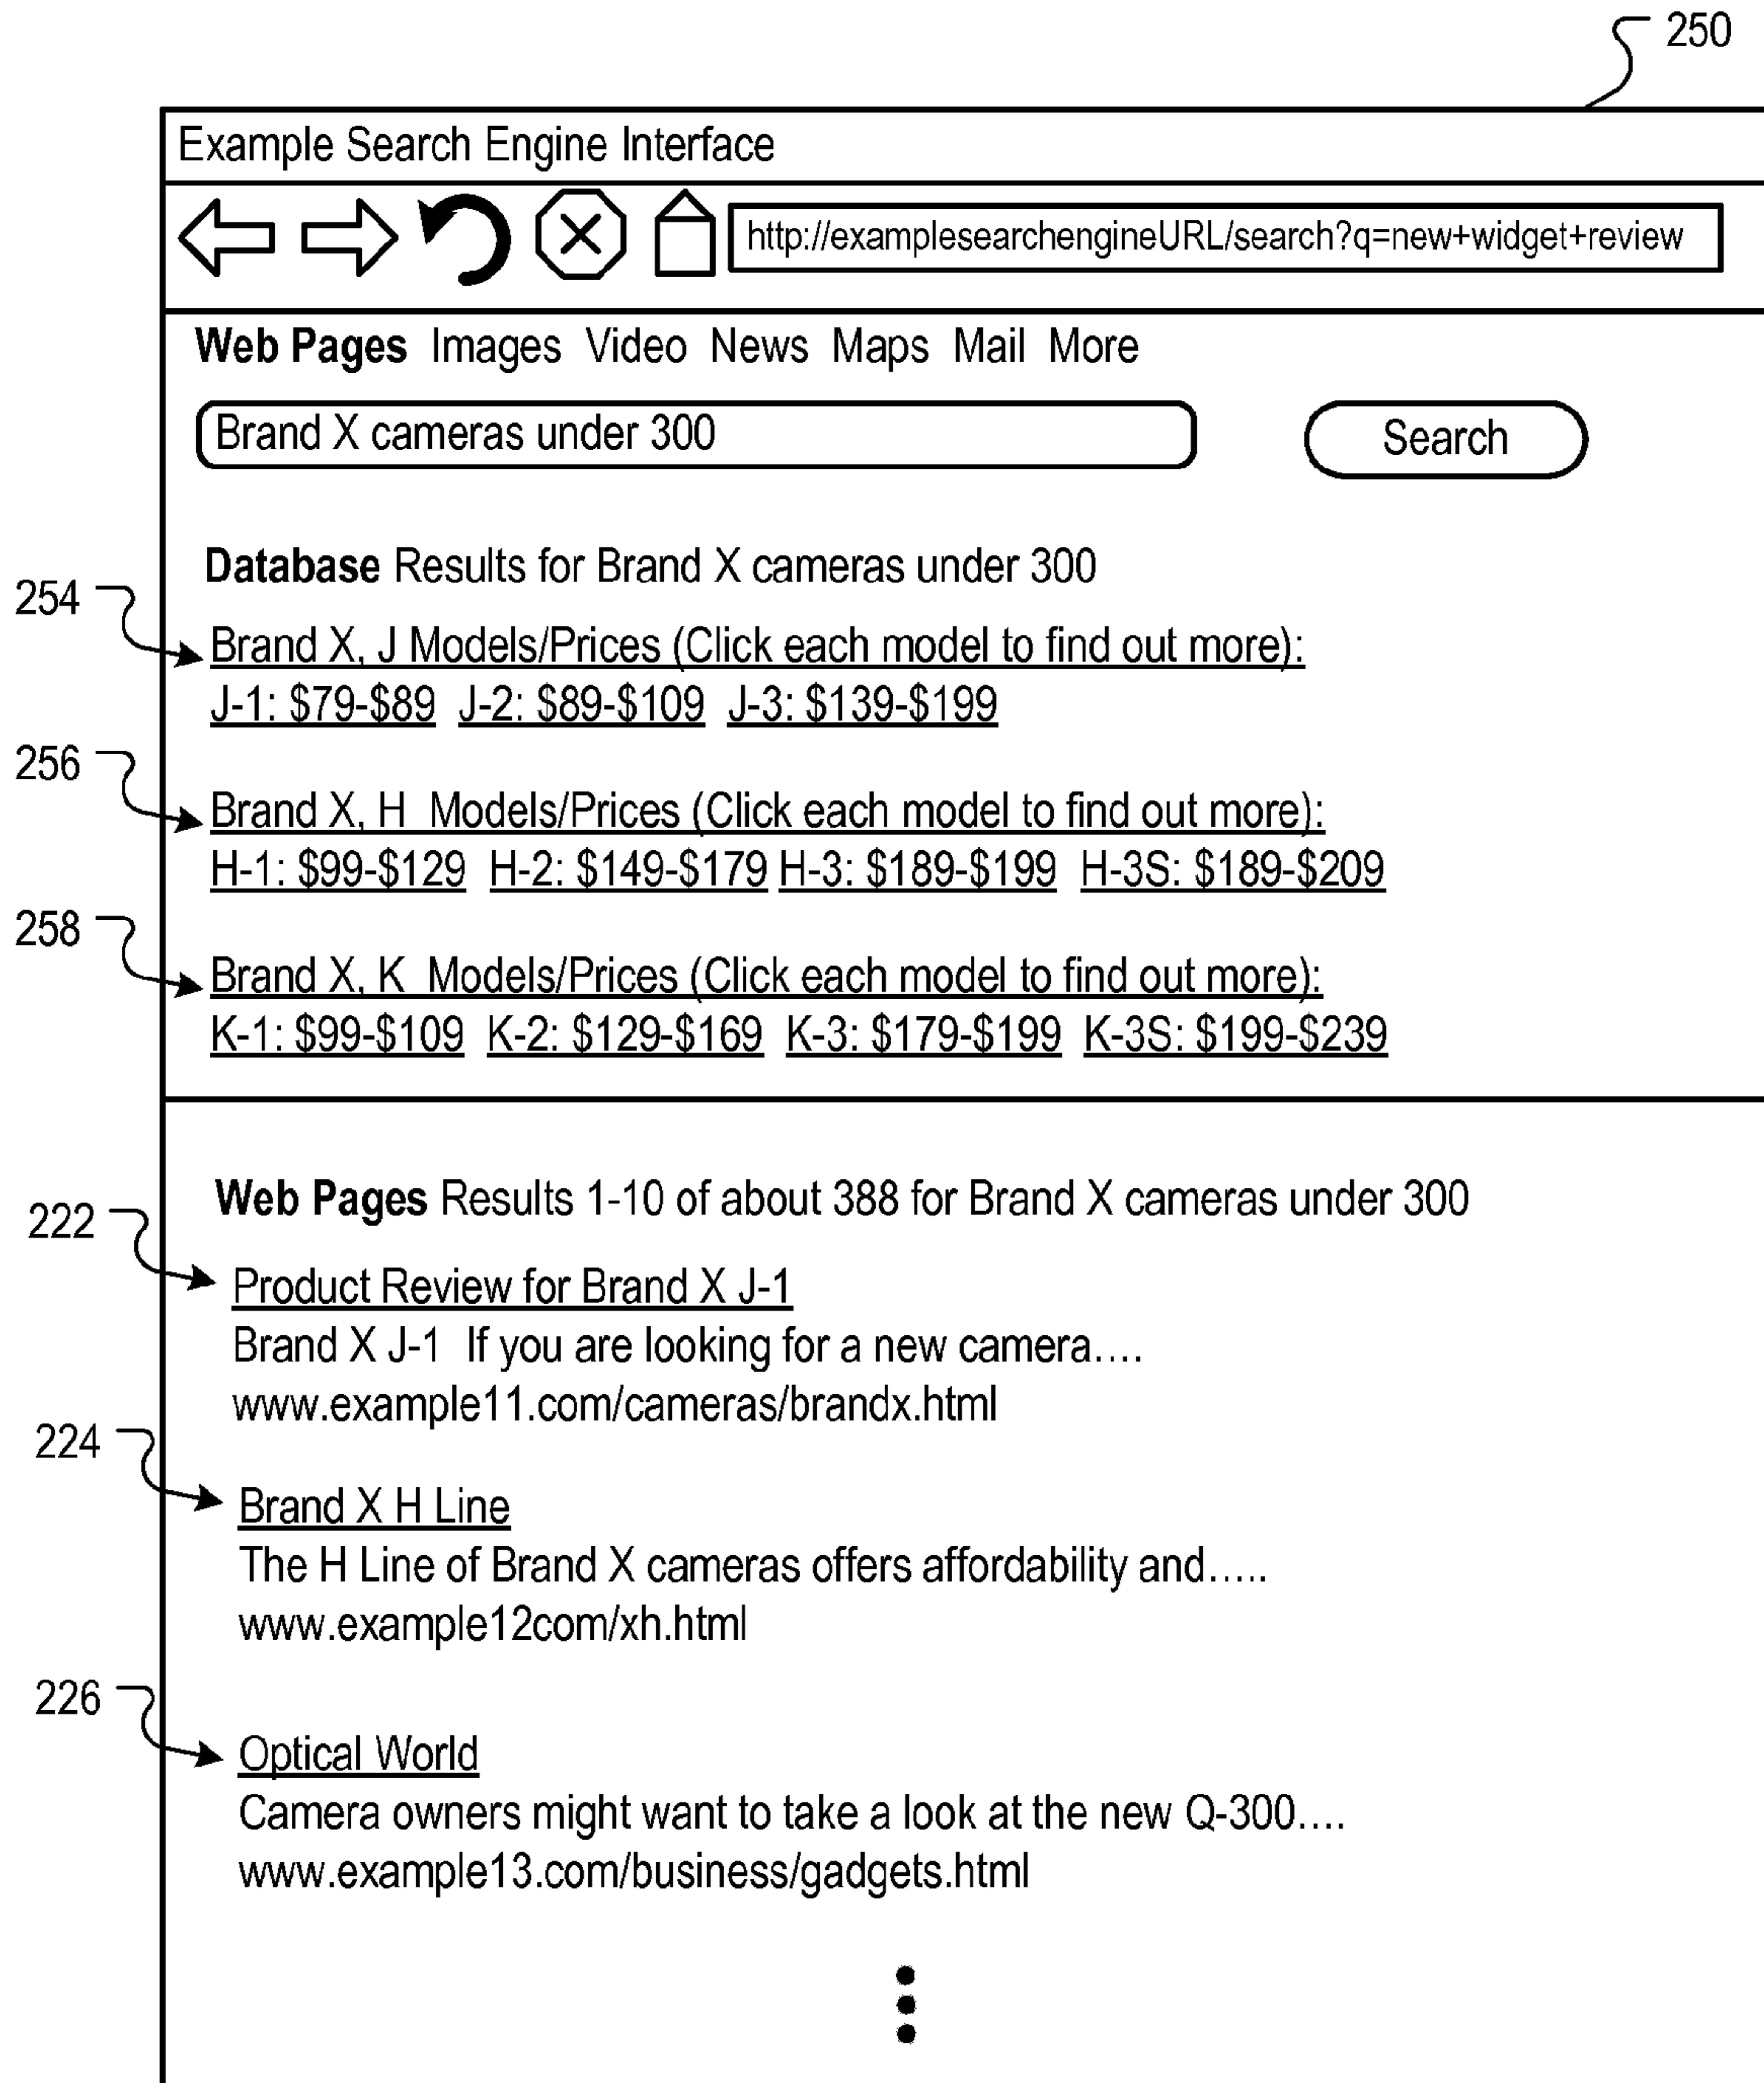 250
Example Search Engine Interface
http://examplesearchengineURL/search?q=new+widget+review
Web Pages Images Video News Maps Mail More
Brand X cameras under 300 Search
Database Results for Brand X cameras under 300
254
Brand X, J Models/Prices (Click each model to find out more):
J-1: $79-$89 J-2: $89-$109 J-3: $139-$199
256
Brand X, H Models/Prices (Click each model to find out more):
H-1: $99-$129 H-2: $149-$179 H-3: $189-$199 H-3S: $189-$209
258
Brand X, K Models/Prices (Click each model to find out more):
K-1: $99-$109 K-2: $129-$169 K-3: $179-$199 K-3S: $199-$239
Web Pages Results 1-10 of about 388 for Brand X cameras under 300
222
Product Review for Brand X J-1
Brand X J-1 If you are looking for a new camera....
www.example11.com/cameras/brandx.html
224
Brand X H Line
The H Line of Brand X cameras offers affordability and.....
www.example12com/xh.html
226
Optical World
Camera owners might want to take a look at the new Q-300....
www.example13.com/business/gadgets.html